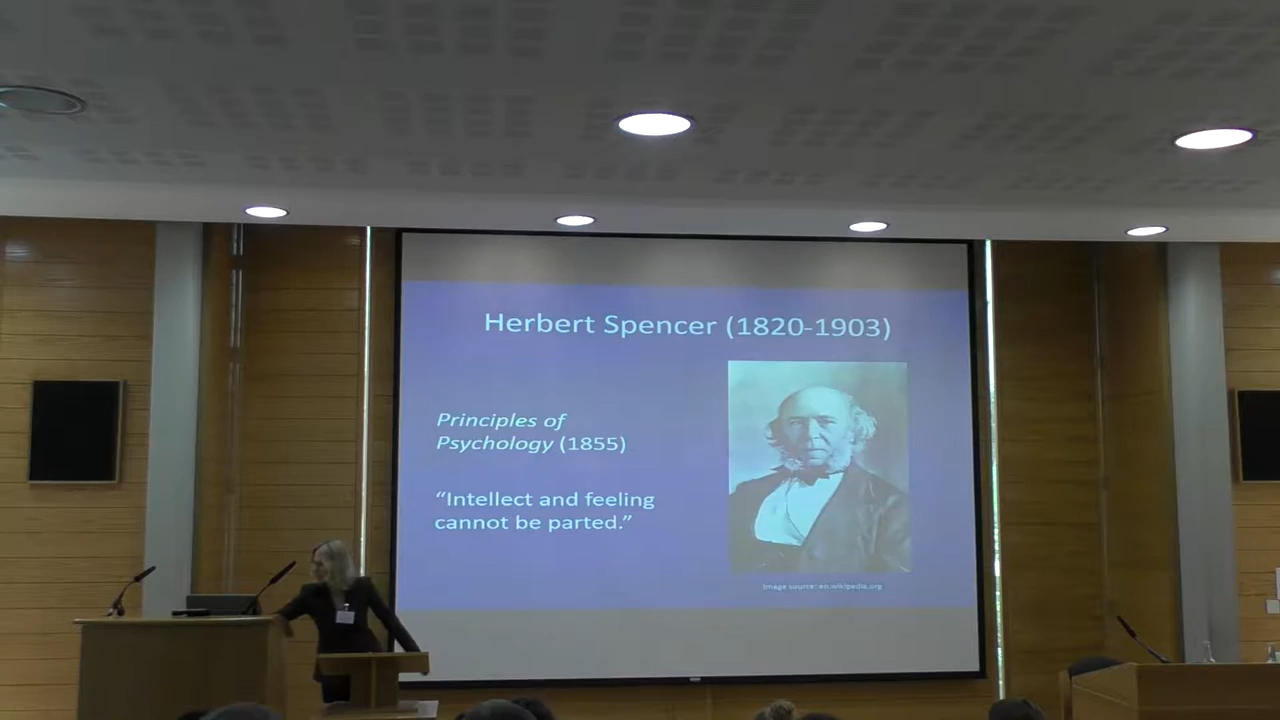 Herbert Spencer (1820-1903)
Principles of
Psychology (1855)
“Intellect and feeling
cannot be parted.”
Image source: en.wikipedia.org